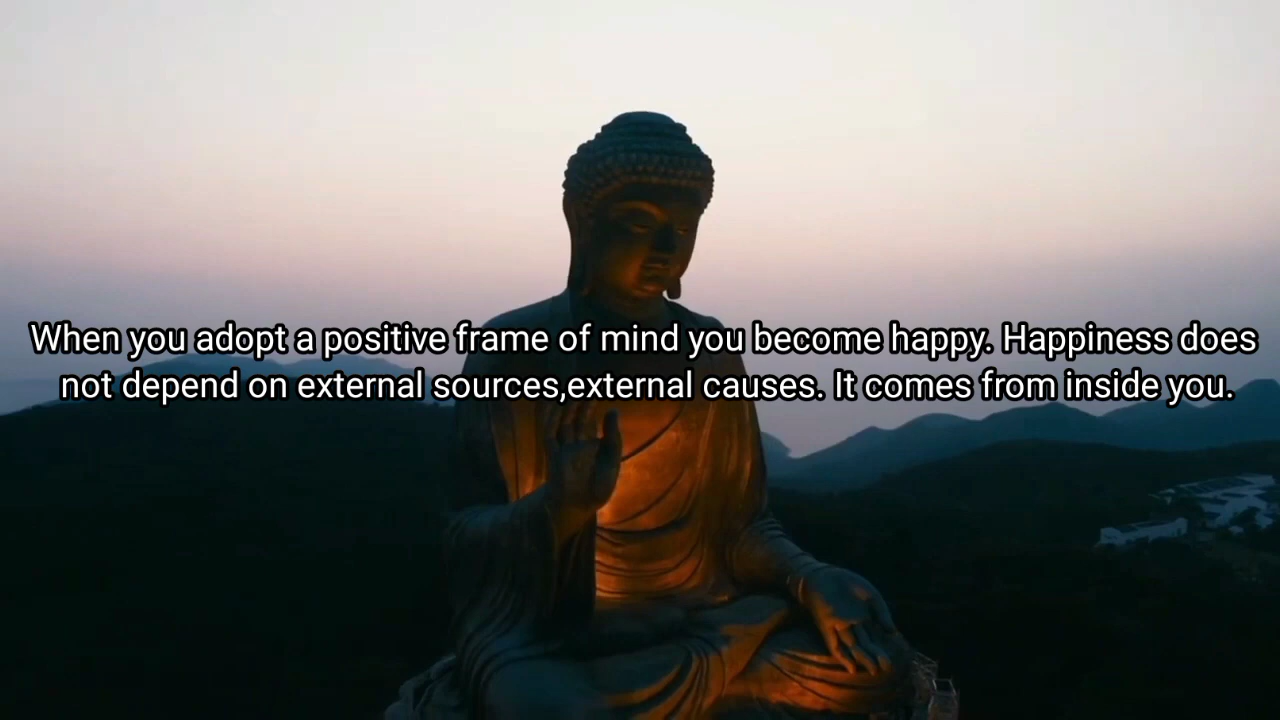 When you adopt a positive frame of mind you become happy. Happiness does
not depend on external sources,external causes. It comes from inside you.